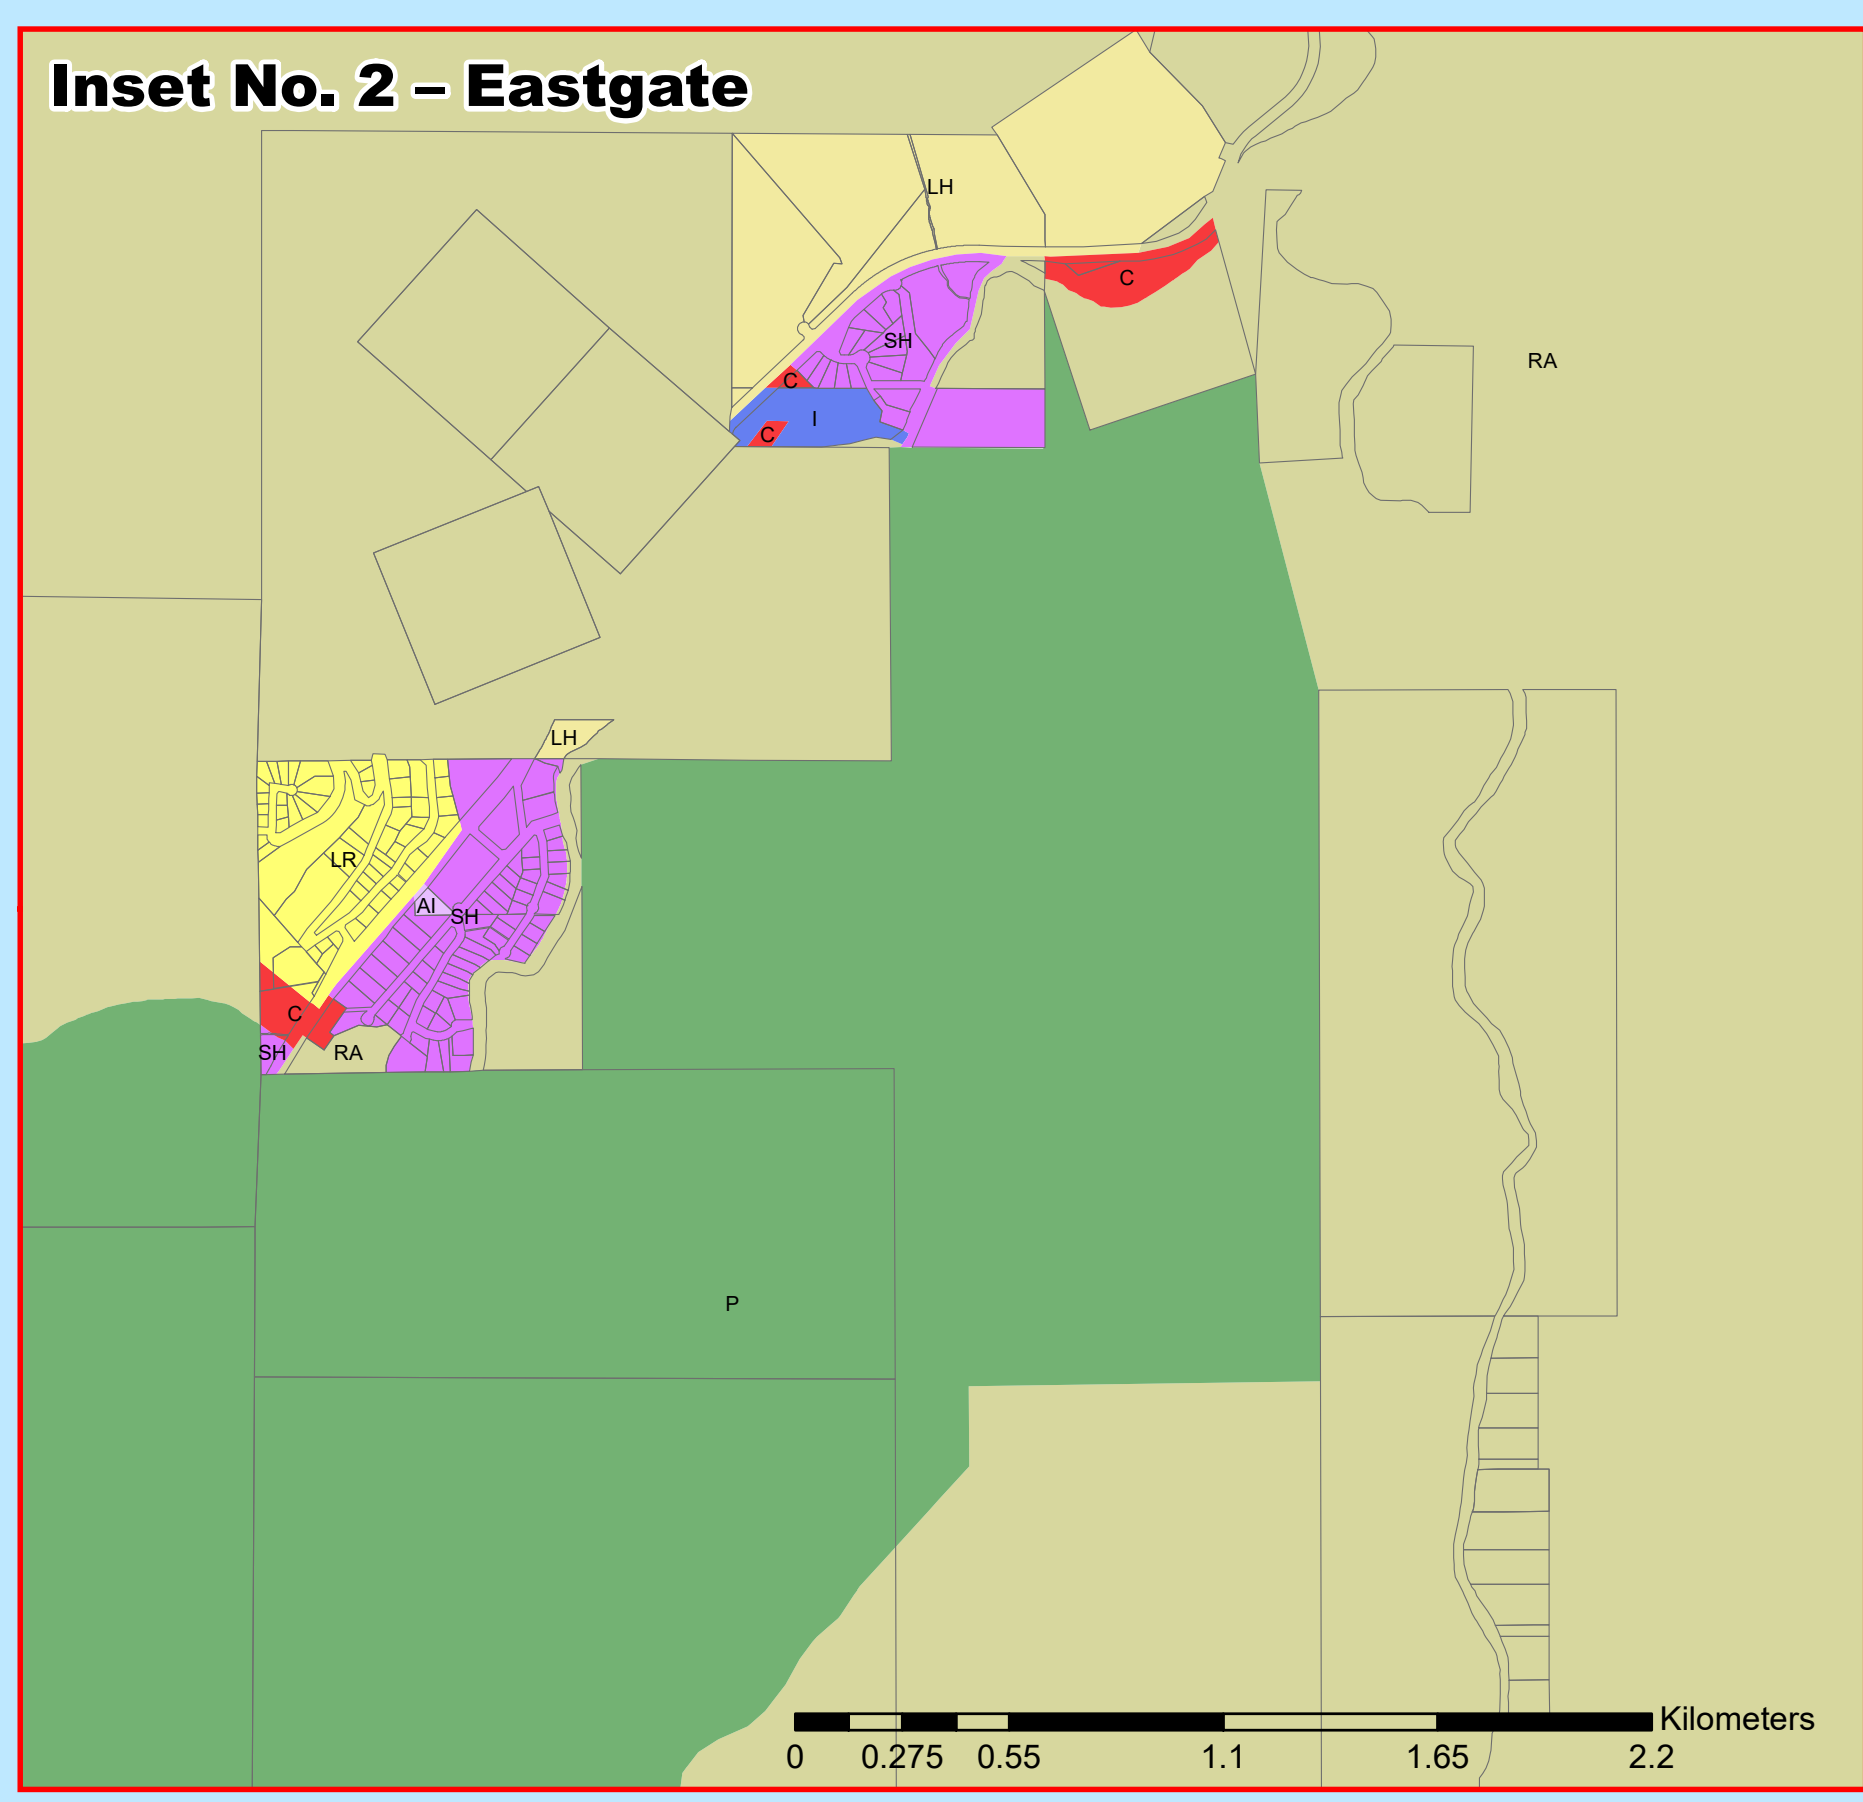 Inset No. 2 – Eastgate
LH
C
SH
RA
C
I
C
LH
LR
AI
SH
C
SH
RA
P
Kilometers
0 0.275 0.55 1.1 1.65 2.2